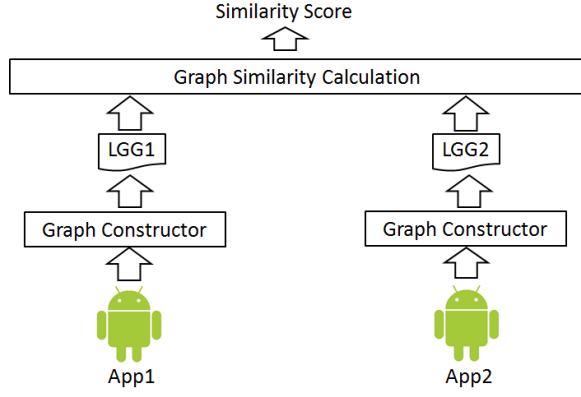 Similarity Score
Graph Similarity Calculation
LGG1
LGG2
Graph Constructor
Graph Constructor
App1
App2